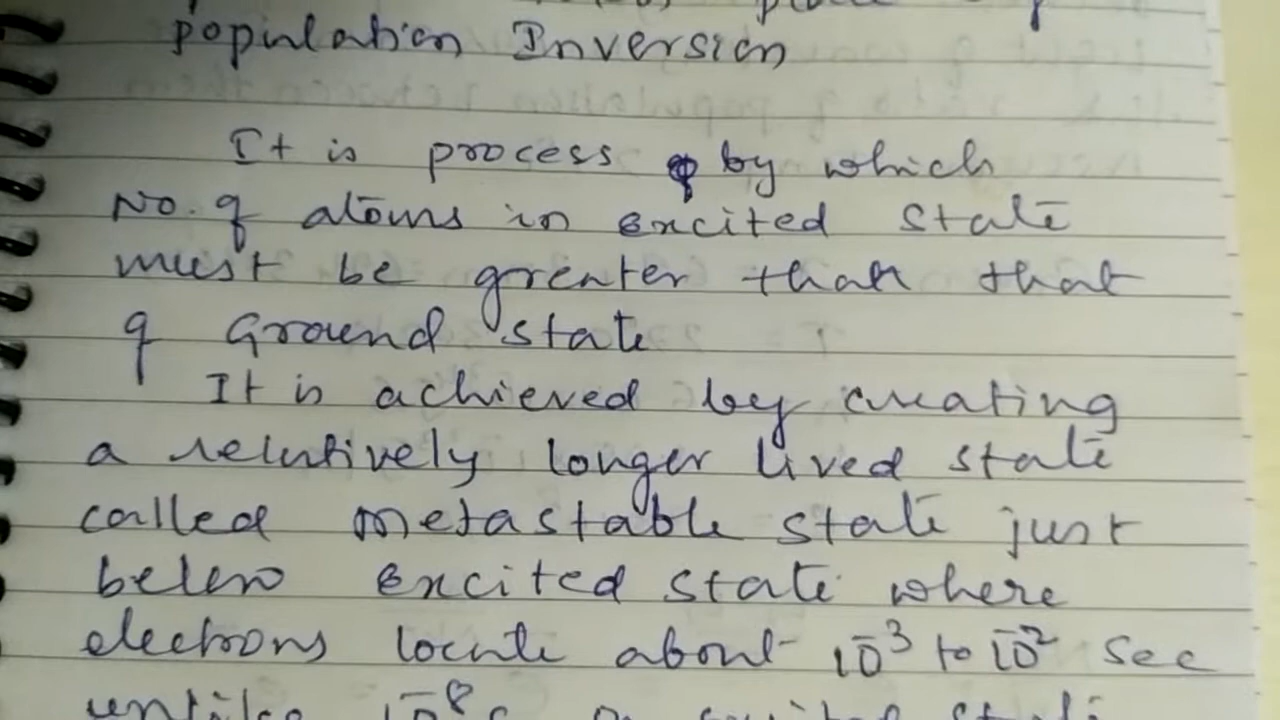 population Inversion
It is process by which
No. of atoms in excited state
must be greater than that
of Ground state
It is achieved by creating
a relatively longer lived state
called metastable state just
below excited state where
electrons locate about 10⁻³ to 10⁻² sec
10⁻⁸